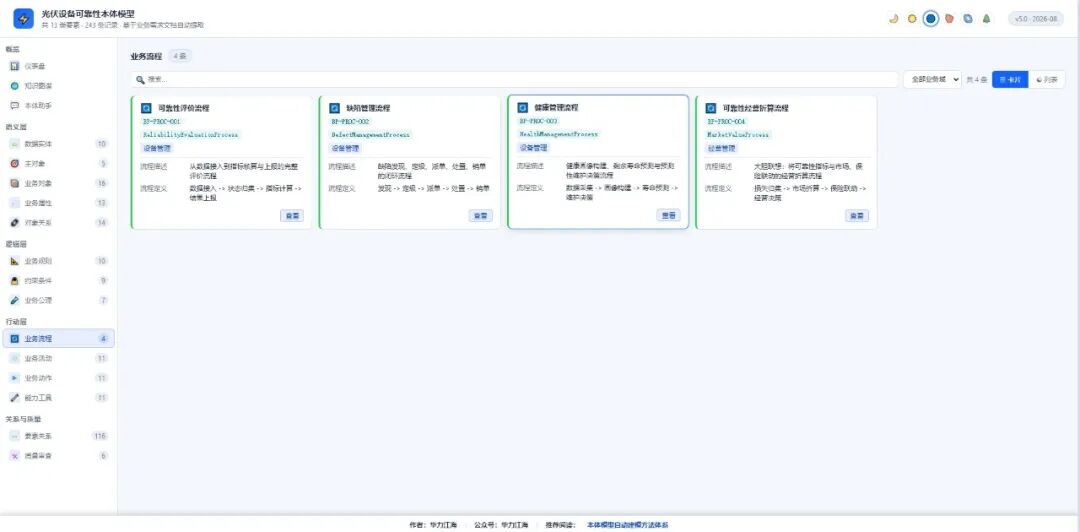 光伏设备可靠性本体模型
共 13 类要素 · 243 条记录 · 基于业务需求文档自动提取
v5.0 · 2026-08
概览
仪表盘
知识图谱
本体助手
语义层
数据实体 10
主对象 5
业务对象 16
业务属性 13
对象关系 14
逻辑层
业务规则 10
约束条件 9
业务公理 7
行动层
业务流程 4
业务活动 11
业务动作 11
能力工具 11
关系与质量
要素关系 116
质量审查 6
业务流程 4 条
搜索...
全部业务域 共 4 条 卡片 列表
可靠性评价流程
BP-PROC-001
ReliabilityEvaluationProcess
设备管理
流程描述 从数据接入到指标核算与上报的完整
评价流程
流程定义 数据接入 -> 状态归集 -> 指标计算 ->
结果上报
查看
缺陷管理流程
BP-PROC-002
DefectManagementProcess
设备管理
流程描述 缺陷发现、定级、派单、处置、销单
的闭环流程
流程定义 发现 -> 定级 -> 派单 -> 处置 -> 销单
查看
健康管理流程
BP-PROC-003
HealthManagementProcess
设备管理
流程描述 健康画像构建、剩余寿命预测与预测
性维护决策流程
流程定义 数据采集 -> 画像构建 -> 寿命预测 ->
维护决策
查看
可靠性经营折算流程
BP-PROC-004
MarketValueProcess
经营管理
流程描述 大胆联想：将可靠性指标与市场、保
险联动的经营折算流程
流程定义 损失归集 -> 市场折算 -> 保险联动 ->
经营决策
查看
作者：华力江海 公众号：华力江海 推荐阅读： 本体模型自动建模方法体系